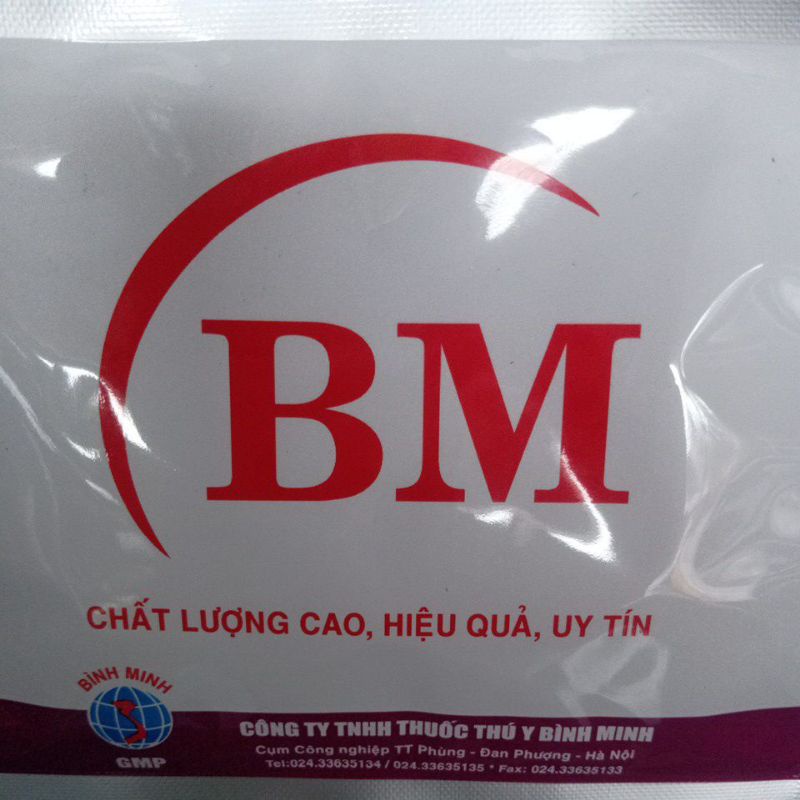 BM
CHẤT LƯỢNG CAO, HIỆU QUẢ, UY TÍN
BÌNH MINH
GMP
CÔNG TY TNHH THUỐC THÚ Y BÌNH MINH
Cụm Công nghiệp TT Phùng - Đan Phượng - Hà Nội
Tel:024.33635134 / 024.33635135 * Fax: 024.33635133